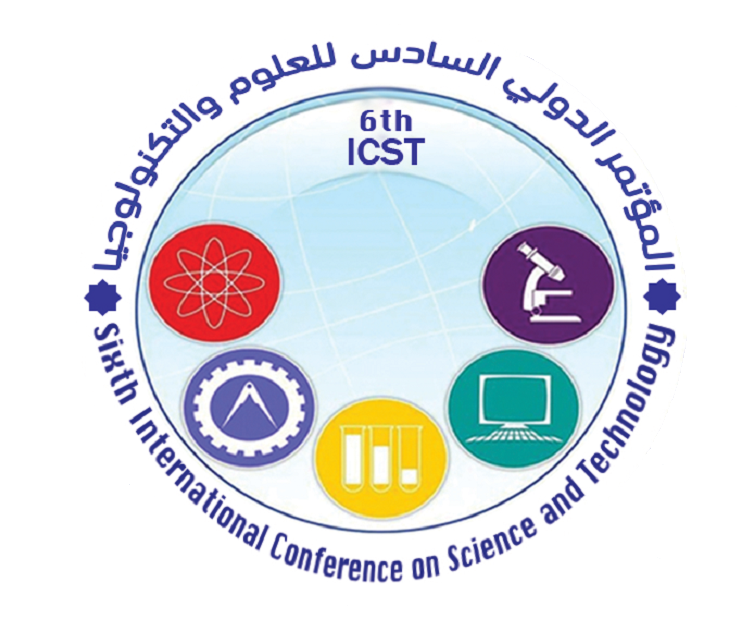 المؤتمر الدولي السادس للعلوم والتكنولوجيا
6th
ICST
Sixth International Conference on Science and Technology